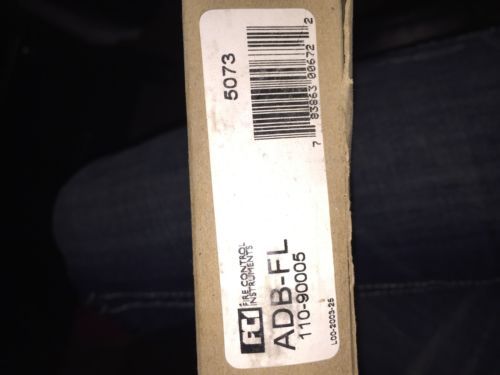 FCI
FIRE CONTROL
INSTRUMENTS
ADB-FL
110-90005
5073
7 83863 00672 2
L00-2003-25